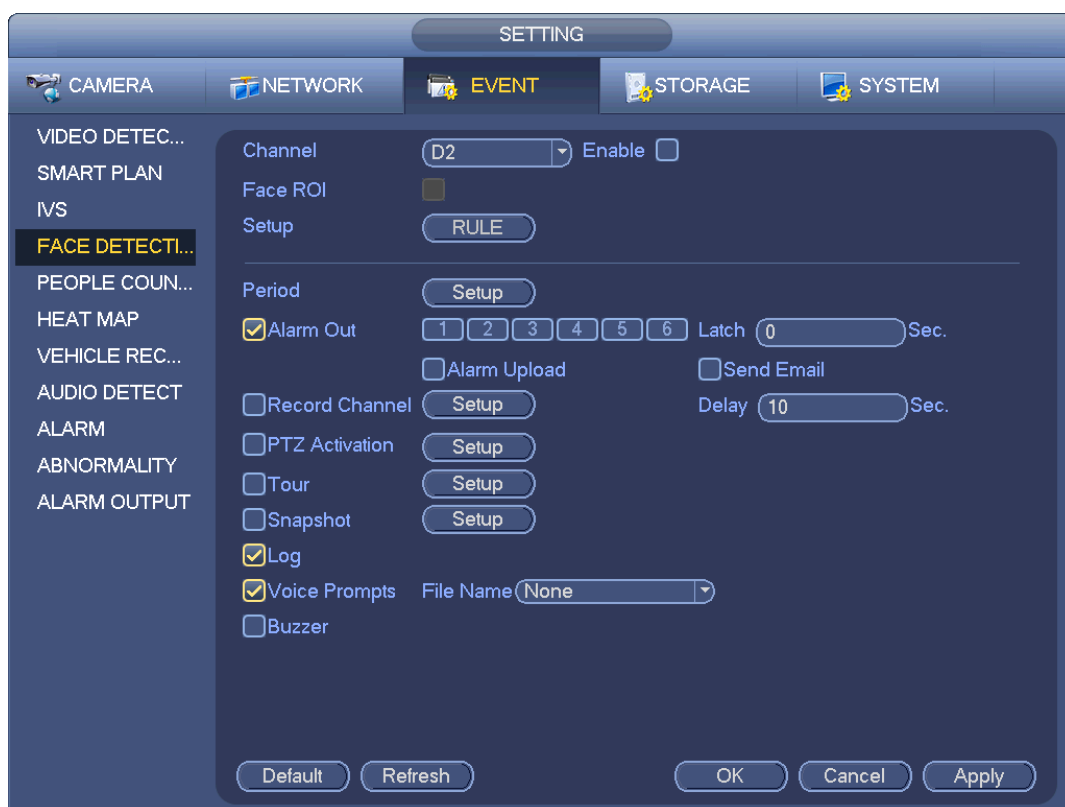 SETTING
CAMERA NETWORK EVENT STORAGE SYSTEM
VIDEO DETEC...
SMART PLAN
IVS
FACE DETECTI...
PEOPLE COUN...
HEAT MAP
VEHICLE REC...
AUDIO DETECT
ALARM
ABNORMALITY
ALARM OUTPUT
Channel D2 Enable
Face ROI
Setup RULE
Period Setup
Alarm Out 1 2 3 4 5 6 Latch 0 Sec.
Alarm Upload Send Email
Record Channel Setup Delay 10 Sec.
PTZ Activation Setup
Tour Setup
Snapshot Setup
Log
Voice Prompts File Name None
Buzzer
Default Refresh OK Cancel Apply